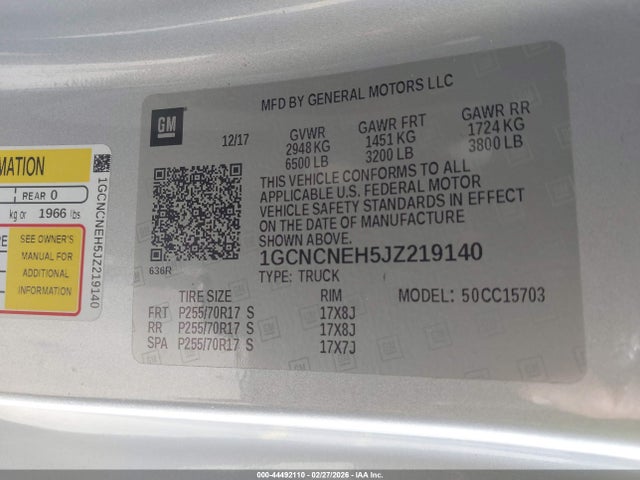 MFD BY GENERAL MOTORS LLC
GM
12/17
GVWR
2948 KG
6500 LB
GAWR FRT
1451 KG
3200 LB
GAWR RR
1724 KG
3800 LB
THIS VEHICLE CONFORMS TO ALL
APPLICABLE U.S. FEDERAL MOTOR
VEHICLE SAFETY STANDARDS IN EFFECT
ON THE DATE OF MANUFACTURE
SHOWN ABOVE.
636R
1GCNCNEH5JZ219140
TYPE: TRUCK
TIRE SIZE RIM MODEL: 50CC15703
FRT P255/70R17 S 17X8J
RR P255/70R17 S 17X8J
SPA P255/70R17 S 17X7J
MATION
REAR 0
kg or 1966 lbs.
SEE OWNER'S
MANUAL FOR
ADDITIONAL
INFORMATION
1GCNCNEH5JZ219140
000-44492110 - 02/27/2026 - IAA, Inc.